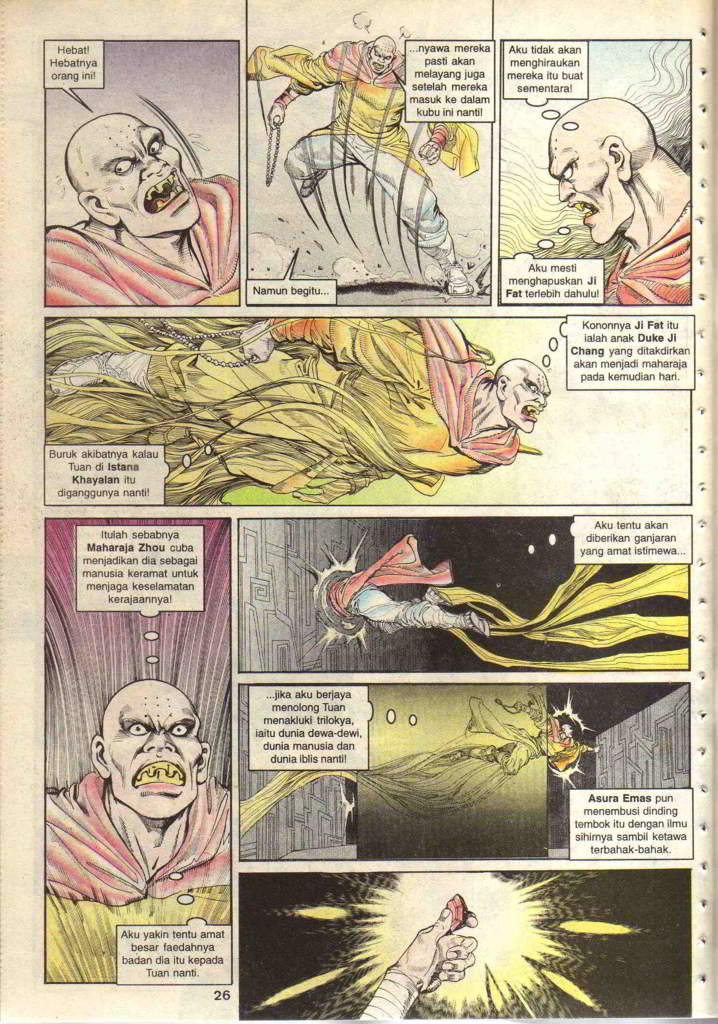 Hebat!
Hebatnya
orang ini!
...nyawa mereka
pasti akan
melayang juga
setelah mereka
masuk ke dalam
kubu ini nanti!
Namun begitu...
Aku tidak akan
menghiraukan
mereka itu buat
sementara!
Aku mesti
menghapuskan Ji
Fat terlebih dahulu!
Kononnya Ji Fat itu
ialah anak Duke Ji
Chang yang ditakdirkan
akan menjadi maharaja
pada kemudian hari.
Buruk akibatnya kalau
Tuan di Istana
Khayalan itu
diganggunya nanti!
Itulah sebabnya
Maharaja Zhou cuba
menjadikan dia sebagai
manusia keramat untuk
menjaga keselamatan
kerajaannya!
Aku yakin tentu amat
besar faedahnya
badan dia itu kepada
Tuan nanti.
Aku tentu akan
diberikan ganjaran
yang amat istimewa...
...jika aku berjaya
menolong Tuan
menakluki trilokya,
iaitu dunia dewa-dewi,
dunia manusia dan
dunia iblis nanti!
Asura Emas pun
menembusi dinding
tembok itu dengan ilmu
sihirnya sambil ketawa
terbahak-bahak.
26